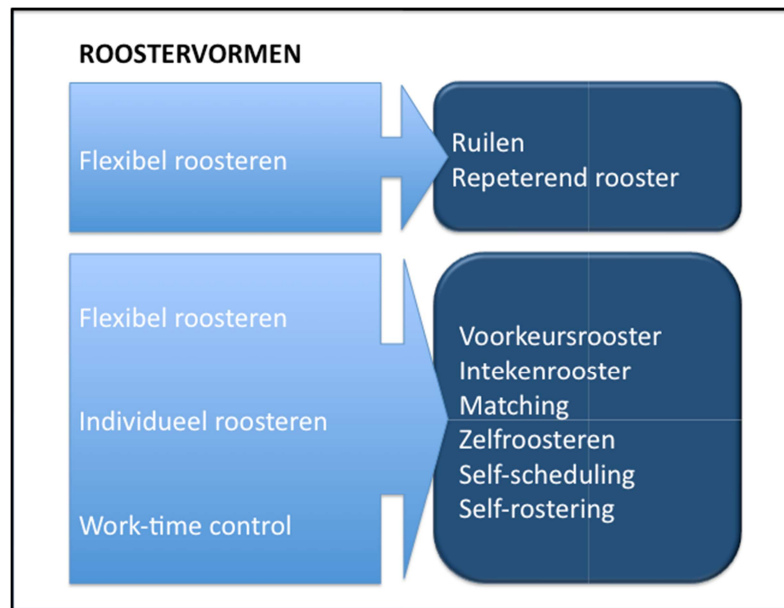 ROOSTERVORMEN
Flexibel roosteren
Ruilen
Repeterend rooster
Flexibel roosteren
Individueel roosteren
Work-time control
Voorkeursrooster
Intekenrooster
Matching
Zelfroosteren
Self-scheduling
Self-rostering